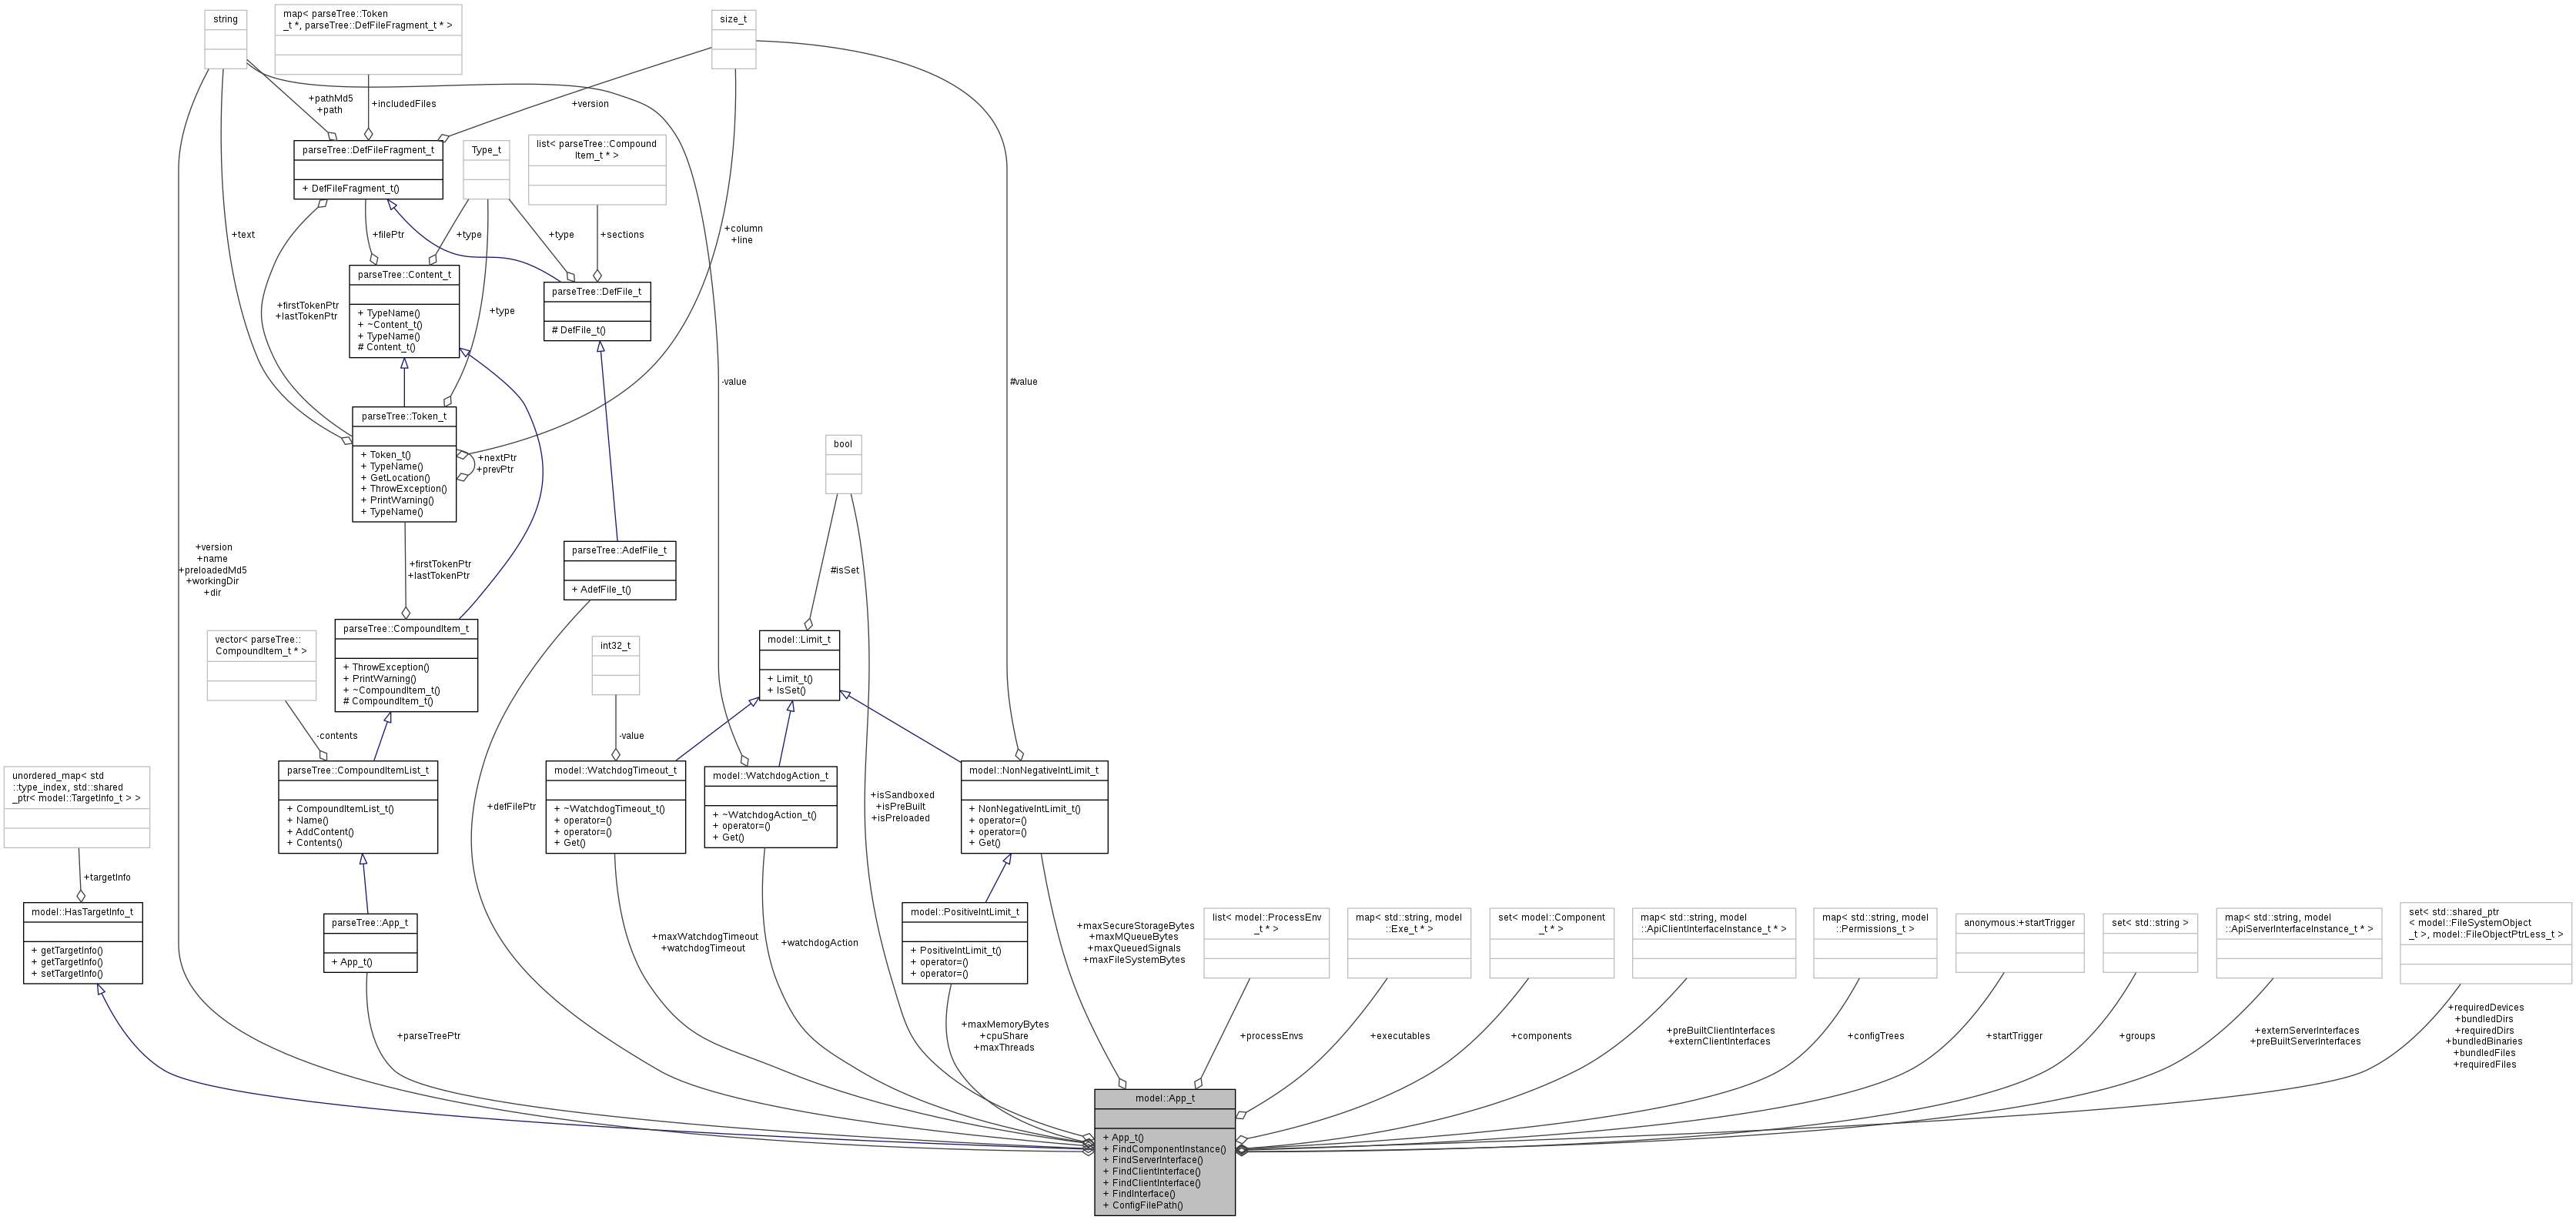 string
map< parseTree::Token
_t *, parseTree::DefFileFragment_t * >
size_t
+pathMd5
+path
+includedFiles
+version
parseTree::DefFileFragment_t
+ DefFileFragment_t()
Type_t
list< parseTree::Compound
Item_t * >
+text
+filePtr
+type
+type
+sections
+column
+line
parseTree::Content_t
+ TypeName()
+ ~Content_t()
+ TypeName()
# Content_t()
parseTree::DefFile_t
# DefFile_t()
+firstTokenPtr
+lastTokenPtr
+type
-value
#value
parseTree::Token_t
+ Token_t()
+ TypeName()
+ GetLocation()
+ ThrowException()
+ PrintWarning()
+ TypeName()
+nextPtr
+prevPtr
bool
+version
+name
+preloadedMd5
+workingDir
+dir
+firstTokenPtr
+lastTokenPtr
parseTree::AdefFile_t
+ AdefFile_t()
#isSet
vector< parseTree::
CompoundItem_t * >
parseTree::CompoundItem_t
+ ThrowException()
+ PrintWarning()
+ ~CompoundItem_t()
# CompoundItem_t()
int32_t
model::Limit_t
+ Limit_t()
+ IsSet()
-contents
-value
unordered_map< std
::type_index, std::shared
_ptr< model::TargetInfo_t > >
parseTree::CompoundItemList_t
+ CompoundItemList_t()
+ Name()
+ AddContent()
+ Contents()
+defFilePtr
model::WatchdogTimeout_t
+ ~WatchdogTimeout_t()
+ operator=()
+ operator=()
+ Get()
model::WatchdogAction_t
+ ~WatchdogAction_t()
+ operator=()
+ Get()
+isSandboxed
+isPreBuilt
+isPreloaded
model::NonNegativeIntLimit_t
+ NonNegativeIntLimit_t()
+ operator=()
+ operator=()
+ Get()
+targetInfo
model::HasTargetInfo_t
+ getTargetInfo()
+ getTargetInfo()
+ setTargetInfo()
parseTree::App_t
+ App_t()
+maxWatchdogTimeout
+watchdogTimeout
+watchdogAction
model::PositiveIntLimit_t
+ PositiveIntLimit_t()
+ operator=()
+ operator=()
+maxSecureStorageBytes
+maxMQueueBytes
+maxQueuedSignals
+maxFileSystemBytes
list< model::ProcessEnv
_t * >
map< std::string, model
::Exe_t * >
set< model::Component
_t * >
map< std::string, model
::ApiClientInterfaceInstance_t * >
map< std::string, model
::Permissions_t >
anonymous:+startTrigger
set< std::string >
map< std::string, model
::ApiServerInterfaceInstance_t * >
set< std::shared_ptr
< model::FileSystemObject
_t >, model::FileObjectPtrLess_t >
+parseTreePtr
+maxMemoryBytes
+cpuShare
+maxThreads
+processEnvs
+executables
+components
+preBuiltClientInterfaces
+externClientInterfaces
+configTrees
+startTrigger
+groups
+externServerInterfaces
+preBuiltServerInterfaces
+requiredDevices
+bundledDirs
+requiredDirs
+bundledBinaries
+bundledFiles
+requiredFiles
model::App_t
+ App_t()
+ FindComponentInstance()
+ FindServerInterface()
+ FindClientInterface()
+ FindClientInterface()
+ FindInterface()
+ ConfigFilePath()